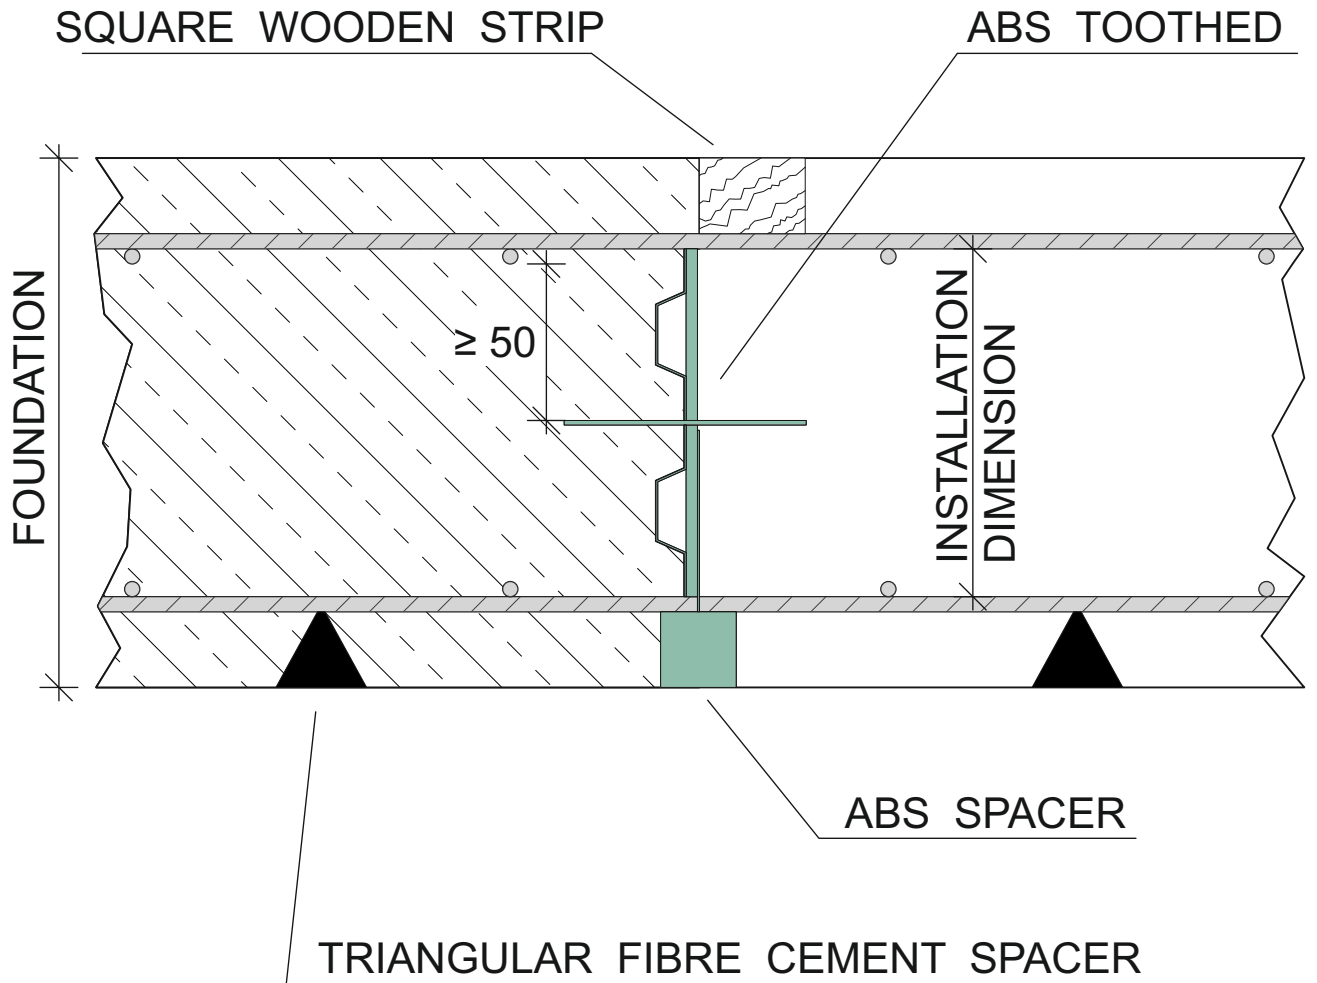 SQUARE WOODEN STRIP
ABS TOOTHED
FOUNDATION
≥ 50
INSTALLATION
DIMENSION
ABS SPACER
TRIANGULAR FIBRE CEMENT SPACER